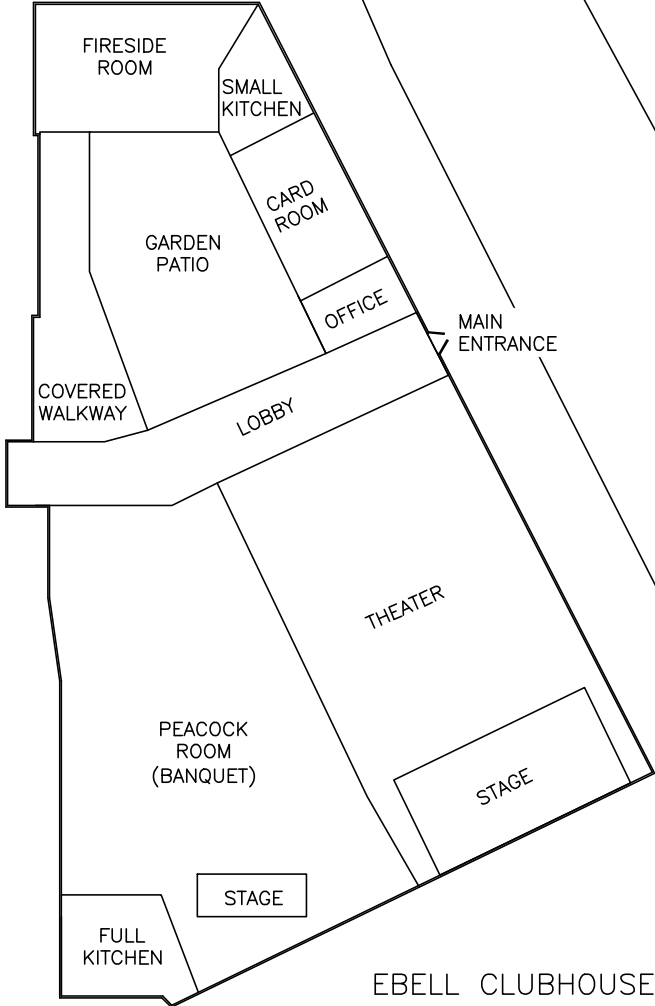 FIRESIDE
ROOM
SMALL
KITCHEN
CARD
ROOM
GARDEN
PATIO
OFFICE
MAIN
ENTRANCE
COVERED
WALKWAY
LOBBY
THEATER
PEACOCK
ROOM
(BANQUET)
STAGE
STAGE
FULL
KITCHEN
EBELL CLUBHOUSE